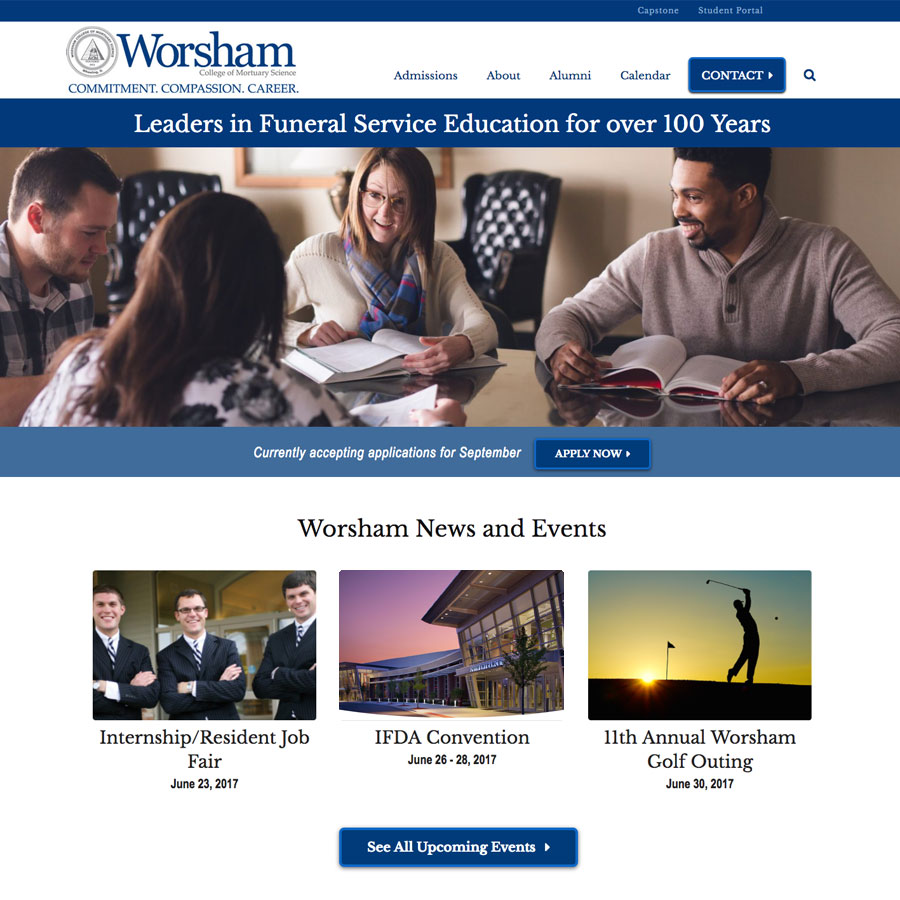 Capstone Student Portal
Worsham
College of Mortuary Science
COMMITMENT. COMPASSION. CAREER.
Admissions About Alumni Calendar CONTACT
Leaders in Funeral Service Education for over 100 Years
Currently accepting applications for September APPLY NOW
Worsham News and Events
Internship/Resident Job
Fair
June 23, 2017
IFDA Convention
June 26 - 28, 2017
11th Annual Worsham
Golf Outing
June 30, 2017
See All Upcoming Events